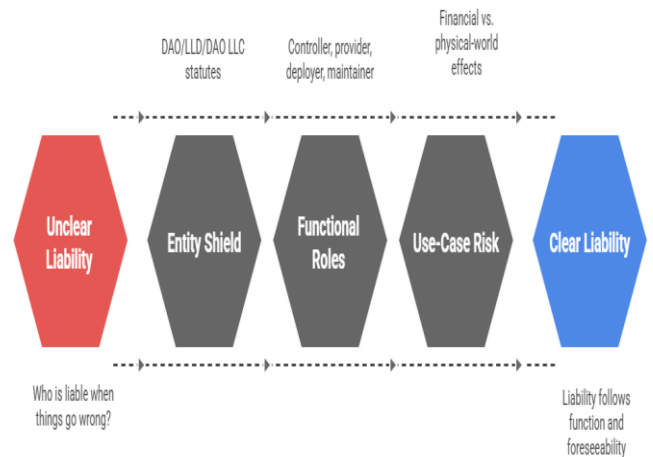 DAO/LLD/DAO LLC
statutes
Controller, provider,
deployer, maintainer
Financial vs.
physical-world
effects
Unclear
Liability
Entity Shield
Functional
Roles
Use-Case Risk
Clear Liability
Who is liable when
things go wrong?
Liability follows
function and
foreseeability